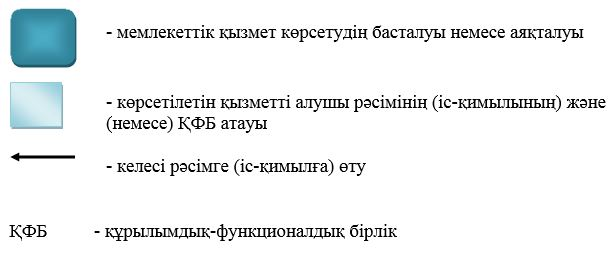 - мемлекеттік қызмет көрсетудің басталуы немесе аяқталуы
- көрсетілетін қызметті алушы рәсімінің (іс-қимылының) және
(немесе) ҚФБ атауы
- келесі рәсімге (іс-қимылға) өту
ҚФБ - құрылымдық-функционалдық бірлік